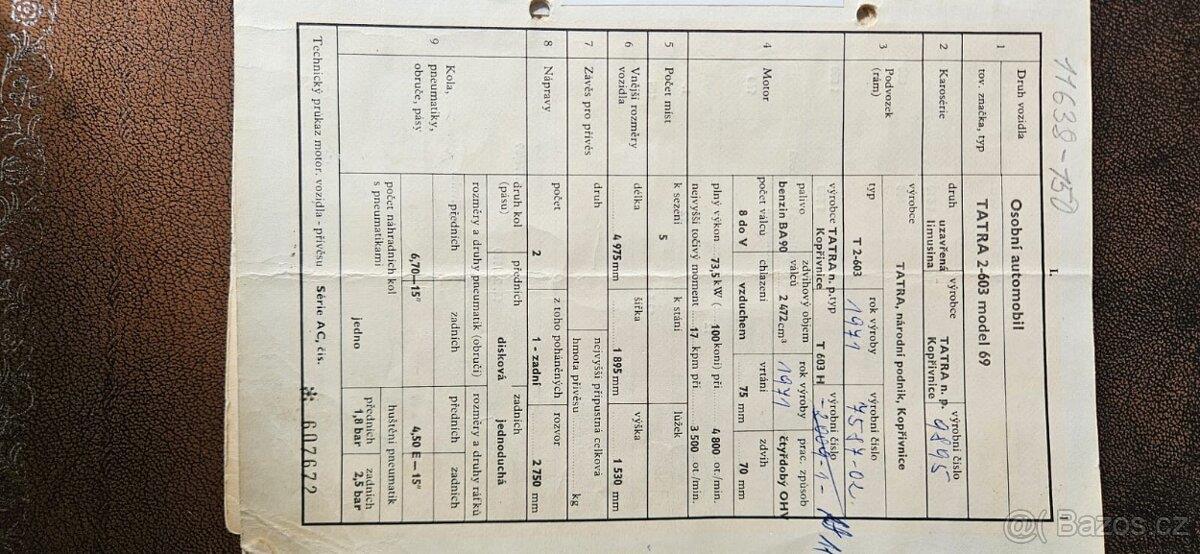 11639-150
I.
1
Druh vozidla
Osobní automobil
tov. značka, typ
TATRA 2-603 model 69
2
Karosérie
druh
uzavřená
limusina
výrobce
TATRA n. p.
Kopřivnice
výrobní číslo
9895
3
Podvozek
(rám)
výrobce
TATRA, národní podnik, Kopřivnice
typ
T 2-603
rok výroby
1971
výrobní číslo
7587-02
4
Motor
výrobce TATRA n. p.
Kopřivnice
typ
T 603 H
výrobní číslo
palivo
benzin BA 90
zdvihový objem
válců 2 472 cm³
rok výroby
1971
prac. způsob
čtyřdobý OHV
počet válců
8 do V
chlazení
vzduchem
vrtání
75 mm
zdvih
70 mm
plný výkon 73,5 kW ( 100 koní) při 4 800 ot./min.
nejvyšší točivý moment 17 kpm při 3 500 ot./min.
5
Počet míst
k sezení
5
k stání
lůžek
6
Vnější rozměry
vozidla
délka
4 975 mm
šířka
1 895 mm
výška
1 530 mm
7
Závěs pro přívěs
druh
nejvyšší přípustná celková
hmota přívěsu kg
8
Nápravy
počet
2
z toho poháněných
1 - zadní
rozvor
2 750 mm
9
Kola,
pneumatiky,
obruče, pásy
druh kol
(pásu)
předních
disková
zadních
jednoduchá
rozměry a druhy pneumatik (obručí)
rozměry a druhy ráfků
předních
zadních
předních
zadních
6,70—15"
4,50 E—15"
počet náhradních kol
s pneumatikami
jedno
huštění pneumatik
předních
1,8 bar
zadních
2,5 bar
Technický průkaz motor. vozidla - přívěsu Série AC, čís. * 607672
@( Bazos.cz